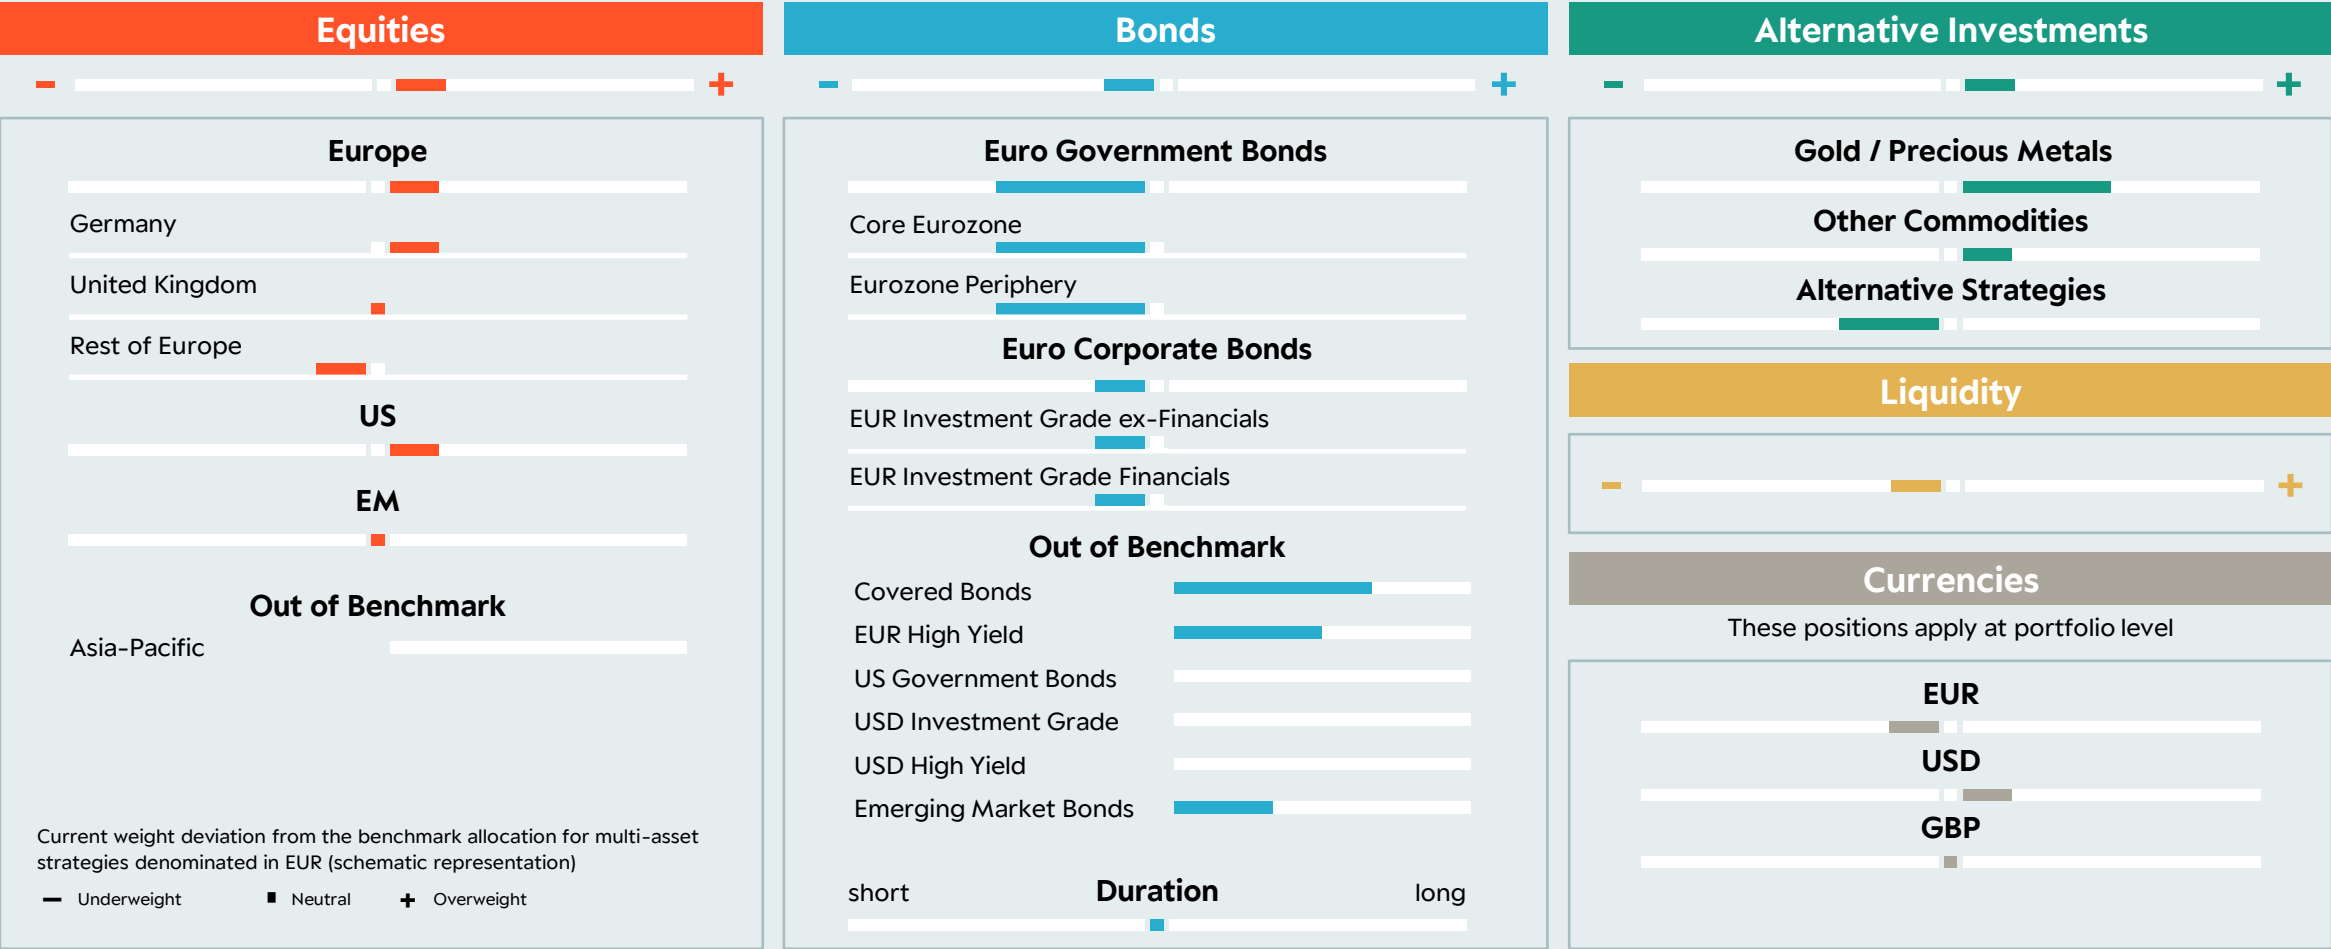 Equities
− +
Europe
Germany
United Kingdom
Rest of Europe
US
EM
Out of Benchmark
Asia-Pacific
Current weight deviation from the benchmark allocation for multi-asset
strategies denominated in EUR (schematic representation)
− Underweight ▪ Neutral + Overweight
Bonds
− +
Euro Government Bonds
Core Eurozone
Eurozone Periphery
Euro Corporate Bonds
EUR Investment Grade ex-Financials
EUR Investment Grade Financials
Out of Benchmark
Covered Bonds
EUR High Yield
US Government Bonds
USD Investment Grade
USD High Yield
Emerging Market Bonds
short Duration long
Alternative Investments
− +
Gold / Precious Metals
Other Commodities
Alternative Strategies
Liquidity
− +
Currencies
These positions apply at portfolio level
EUR
USD
GBP